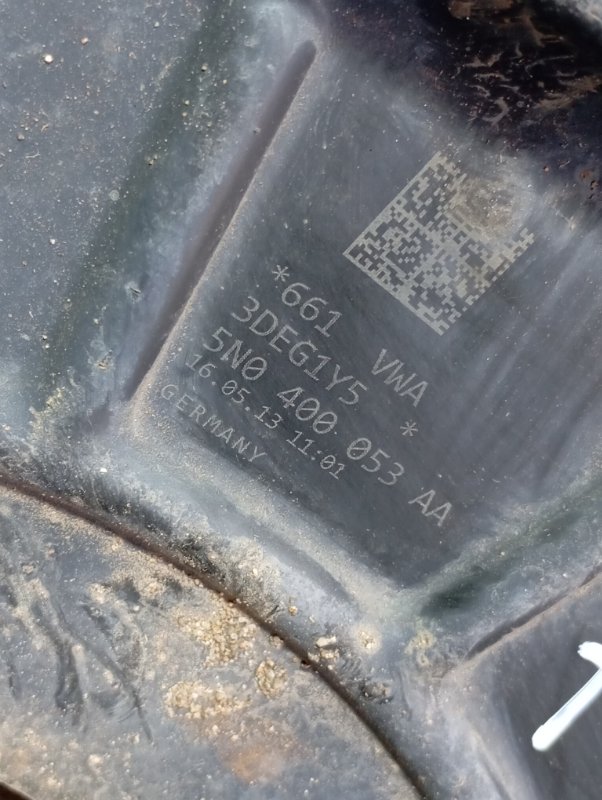 *661 VWA
3DEG1Y5 *
5N0 400 053 AA
16.05.13 11:01
GERMANY